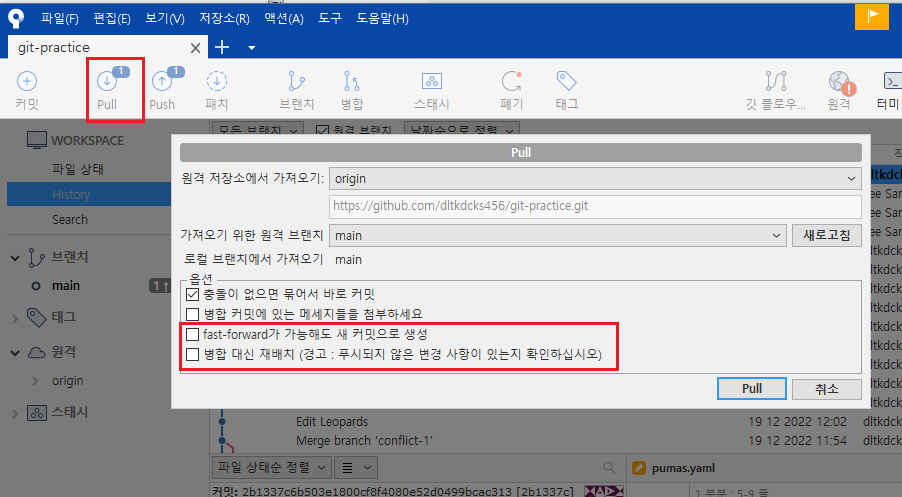 파일(F) 편집(E) 보기(V) 저장소(R) 액션(A) 도구 도움말(H)
git-practice
1 1
커밋 Pull Push 패치 브랜치 병합 스태시 폐기 태그 깃 플로우... 원격 터미
모든 브랜치 원격 브랜치 날짜순으로 정렬
WORKSPACE
파일 상태
History
Search
브랜치
main 1↑
태그
원격
origin
스태시
Pull
원격 저장소에서 가져오기: origin
https://github.com/dltkdcks456/git-practice.git
가져오기 위한 원격 브랜치 main 새로고침
로컬 브랜치에서 가져오기 main
옵션
충돌이 없으면 묶어서 바로 커밋
병합 커밋에 있는 메세지들을 첨부하세요
fast-forward가 가능해도 새 커밋으로 생성
병합 대신 재배치 (경고 : 푸시되지 않은 변경 사항이 있는지 확인하십시오)
Pull 취소
Edit Leopards 19 12 2022 12:02 dltkdck
Merge branch 'conflict-1' 19 12 2022 11:54 dltkdck
파일 상태순 정렬
pumas.yaml
커밋: 2b1337c6b503e1800cf8f4080e52d0499bcac313 [2b1337c]